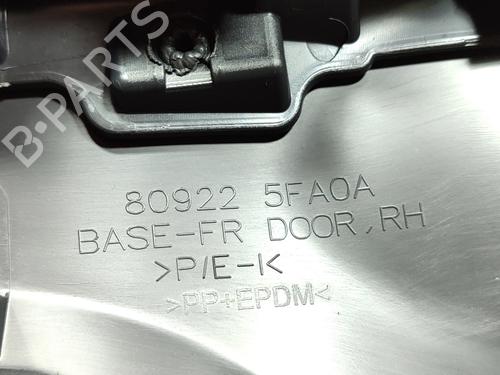 B-PARTS
80922 5FA0A
BASE-FR DOOR, RH
>P/E-I<
>PP+EPDM<